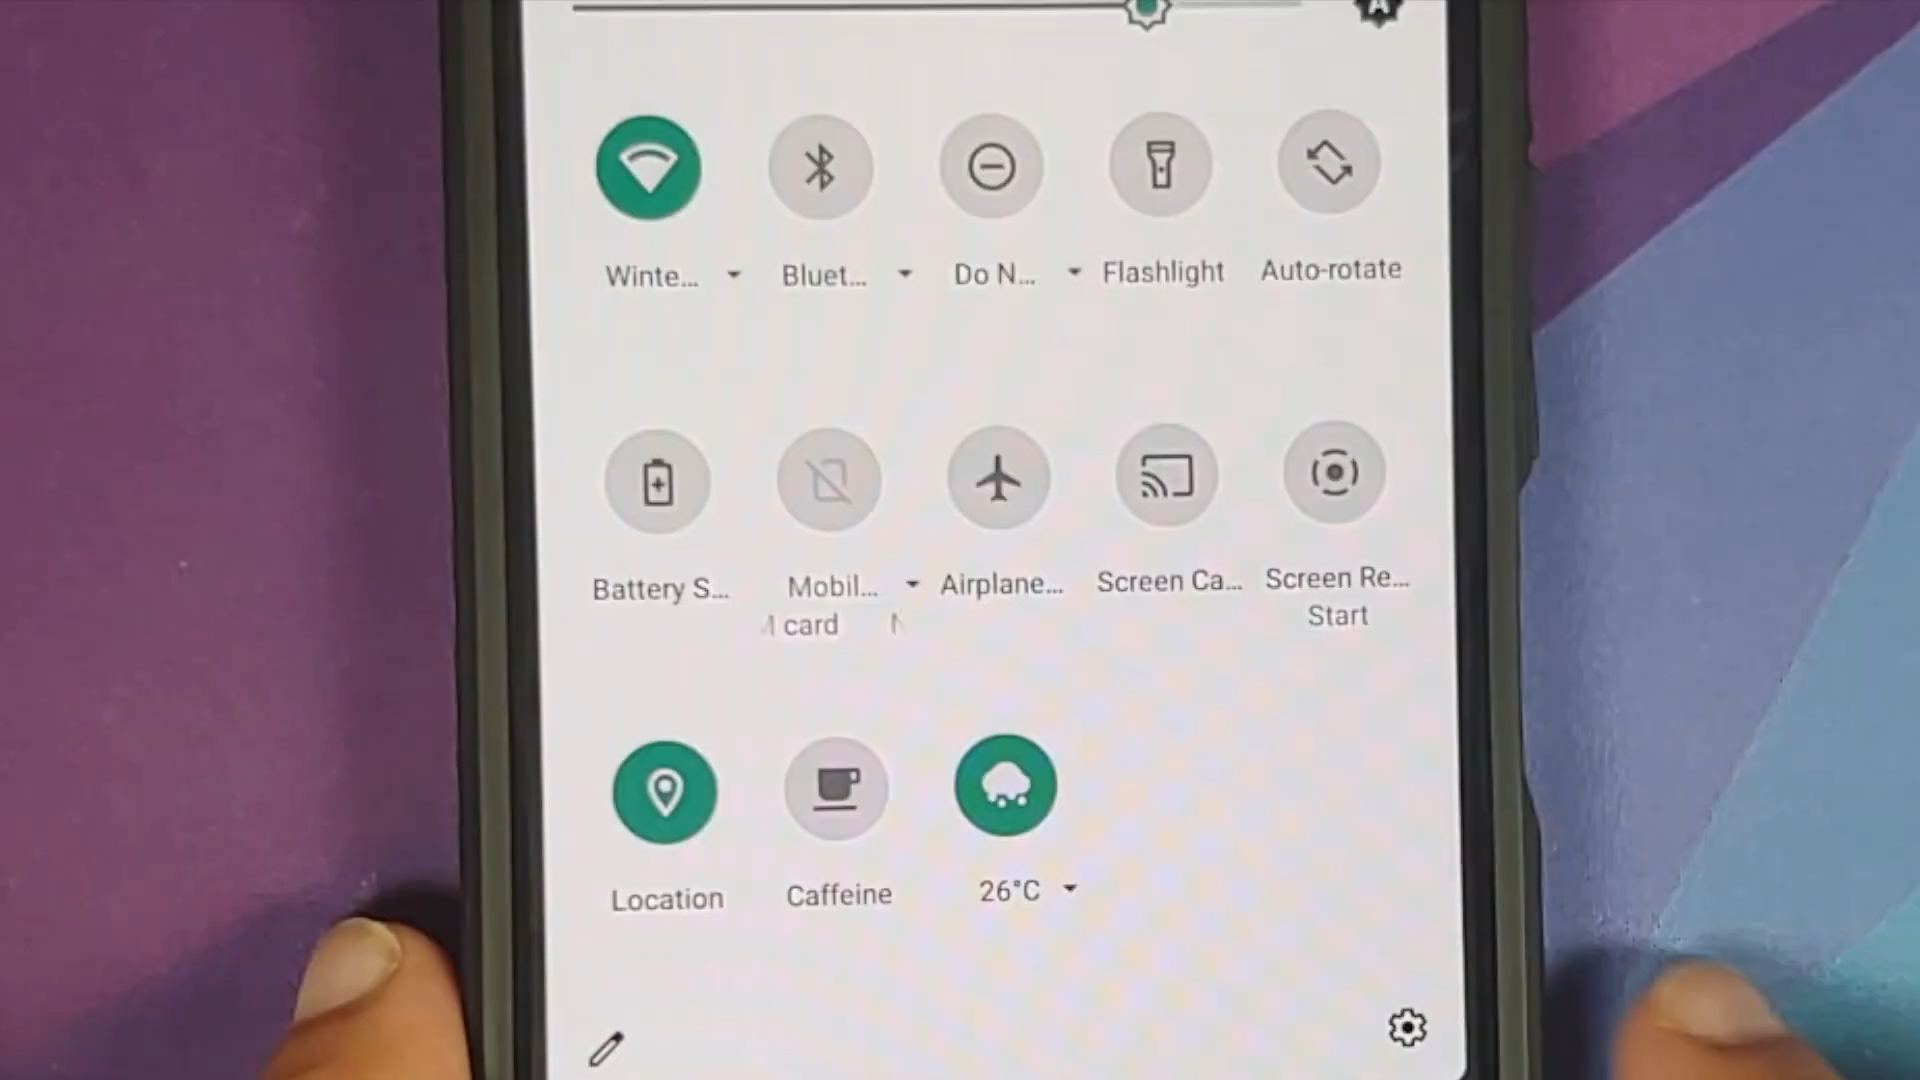 A
Winte...
Bluet...
Do N...
Flashlight
Auto-rotate
Battery S...
Mobil...
card
Airplane...
Screen Ca...
Screen Re...
Start
Location
Caffeine
26°C